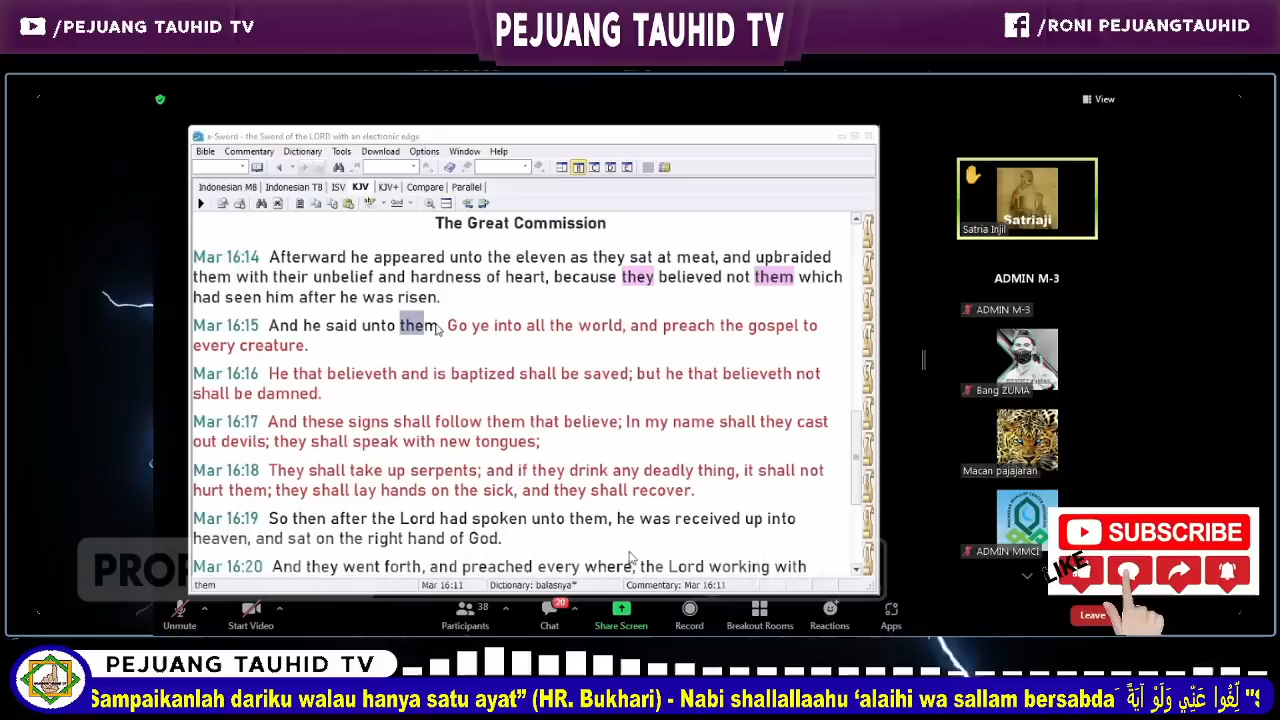 /PEJUANG TAUHID TV
PEJUANG TAUHID TV
/RONI PEJUANGTAUHID
View
e-Sword - the Sword of the LORD with an electronic edge
Bible Commentary Dictionary Tools Download Options Window Help
Indonesian MB Indonesian TB ISV KJV KJV+ Compare Parallel
The Great Commission
Mar 16:14 Afterward he appeared unto the eleven as they sat at meat, and upbraided
them with their unbelief and hardness of heart, because they believed not them which
had seen him after he was risen.
Mar 16:15 And he said unto them, Go ye into all the world, and preach the gospel to
every creature.
Mar 16:16 He that believeth and is baptized shall be saved; but he that believeth not
shall be damned.
Mar 16:17 And these signs shall follow them that believe; In my name shall they cast
out devils; they shall speak with new tongues;
Mar 16:18 They shall take up serpents; and if they drink any deadly thing, it shall not
hurt them; they shall lay hands on the sick, and they shall recover.
Mar 16:19 So then after the Lord had spoken unto them, he was received up into
heaven, and sat on the right hand of God.
Mar 16:20 And they went forth, and preached every where, the Lord working with
them Mar 16:11 Dictionary: balasnya* Commentary: Mar 16:11
PRO
Satriaji
Satria Injil
ADMIN M-3
ADMIN M-3
Bang ZUMA
Macan pajajaran
ADMIN MMCI
SUBSCRIBE
LIKE
Unmute Start Video Participants 38 Chat 20 Share Screen Record Breakout Rooms Reactions Apps Leave
PEJUANG TAUHID TV
Sampaikanlah dariku walau hanya satu ayat” (HR. Bukhari) - Nabi shallallaahu ‘alaihi wa sallam bersabda لِّغُوا عَنِّي وَلَوْ آيَةً "S